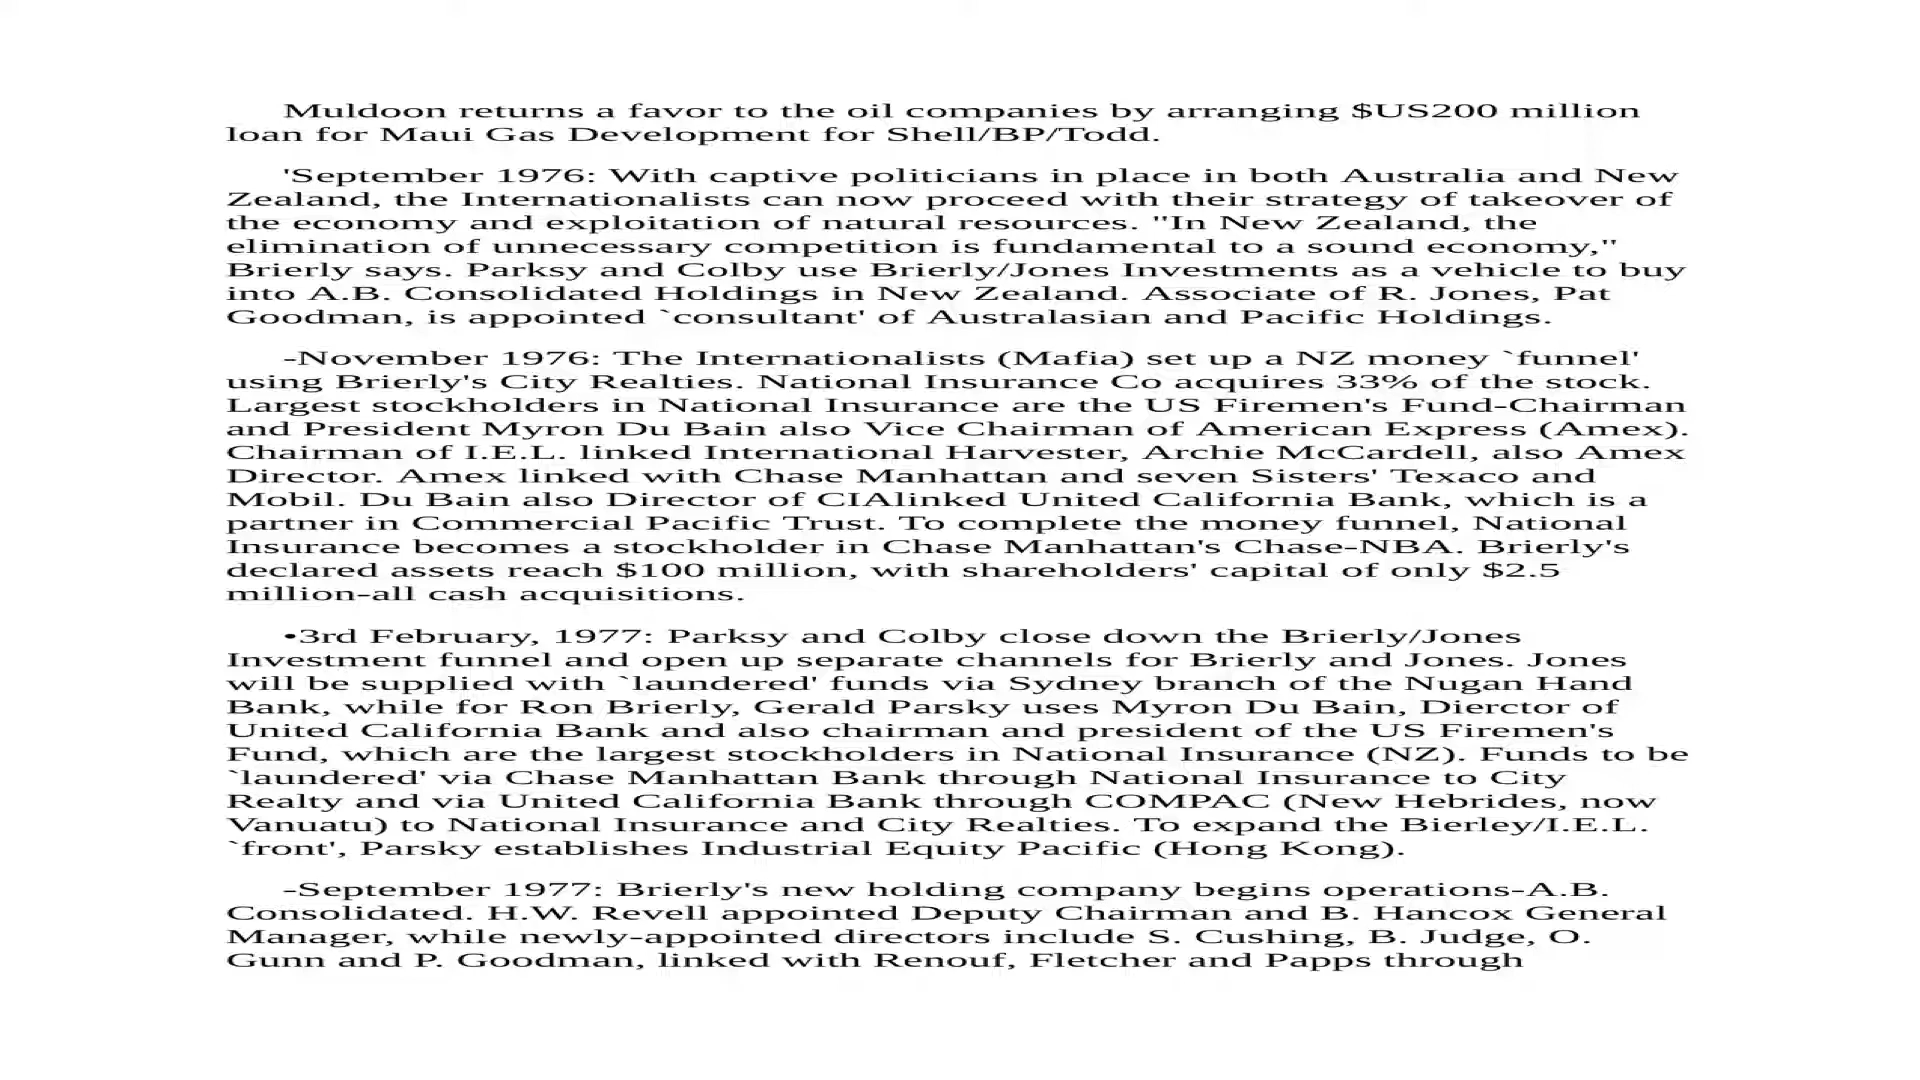 Muldoon returns a favor to the oil companies by arranging $US200 million
loan for Maui Gas Development for Shell/BP/Todd.
'September 1976: With captive politicians in place in both Australia and New
Zealand, the Internationalists can now proceed with their strategy of takeover of
the economy and exploitation of natural resources. "In New Zealand, the
elimination of unnecessary competition is fundamental to a sound economy,"
Brierly says. Parksy and Colby use Brierly/Jones Investments as a vehicle to buy
into A.B. Consolidated Holdings in New Zealand. Associate of R. Jones, Pat
Goodman, is appointed `consultant' of Australasian and Pacific Holdings.
-November 1976: The Internationalists (Mafia) set up a NZ money `funnel'
using Brierly's City Realties. National Insurance Co acquires 33% of the stock.
Largest stockholders in National Insurance are the US Firemen's Fund-Chairman
and President Myron Du Bain also Vice Chairman of American Express (Amex).
Chairman of I.E.L. linked International Harvester, Archie McCardell, also Amex
Director. Amex linked with Chase Manhattan and seven Sisters' Texaco and
Mobil. Du Bain also Director of CIAlinked United California Bank, which is a
partner in Commercial Pacific Trust. To complete the money funnel, National
Insurance becomes a stockholder in Chase Manhattan's Chase-NBA. Brierly's
declared assets reach $100 million, with shareholders' capital of only $2.5
million-all cash acquisitions.
•3rd February, 1977: Parksy and Colby close down the Brierly/Jones
Investment funnel and open up separate channels for Brierly and Jones. Jones
will be supplied with `laundered' funds via Sydney branch of the Nugan Hand
Bank, while for Ron Brierly, Gerald Parsky uses Myron Du Bain, Dierctor of
United California Bank and also chairman and president of the US Firemen's
Fund, which are the largest stockholders in National Insurance (NZ). Funds to be
`laundered' via Chase Manhattan Bank through National Insurance to City
Realty and via United California Bank through COMPAC (New Hebrides, now
Vanuatu) to National Insurance and City Realties. To expand the Bierley/I.E.L.
`front', Parsky establishes Industrial Equity Pacific (Hong Kong).
-September 1977: Brierly's new holding company begins operations-A.B.
Consolidated. H.W. Revell appointed Deputy Chairman and B. Hancox General
Manager, while newly-appointed directors include S. Cushing, B. Judge, O.
Gunn and P. Goodman, linked with Renouf, Fletcher and Papps through